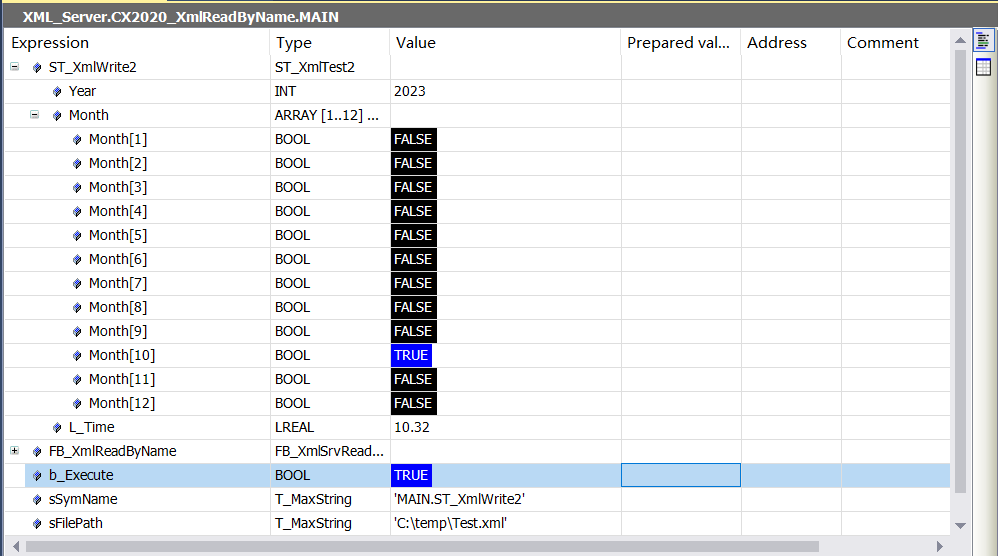 XML_Server.CX2020_XmlReadByName.MAIN
Expression Type Value Prepared val... Address Comment
ST_XmlWrite2 ST_XmlTest2
Year INT 2023
Month ARRAY [1..12] ...
Month[1] BOOL FALSE
Month[2] BOOL FALSE
Month[3] BOOL FALSE
Month[4] BOOL FALSE
Month[5] BOOL FALSE
Month[6] BOOL FALSE
Month[7] BOOL FALSE
Month[8] BOOL FALSE
Month[9] BOOL FALSE
Month[10] BOOL TRUE
Month[11] BOOL FALSE
Month[12] BOOL FALSE
L_Time LREAL 10.32
FB_XmlReadByName FB_XmlSrvRead...
b_Execute BOOL TRUE
sSymName T_MaxString 'MAIN.ST_XmlWrite2'
sFilePath T_MaxString 'C:\temp\Test.xml'